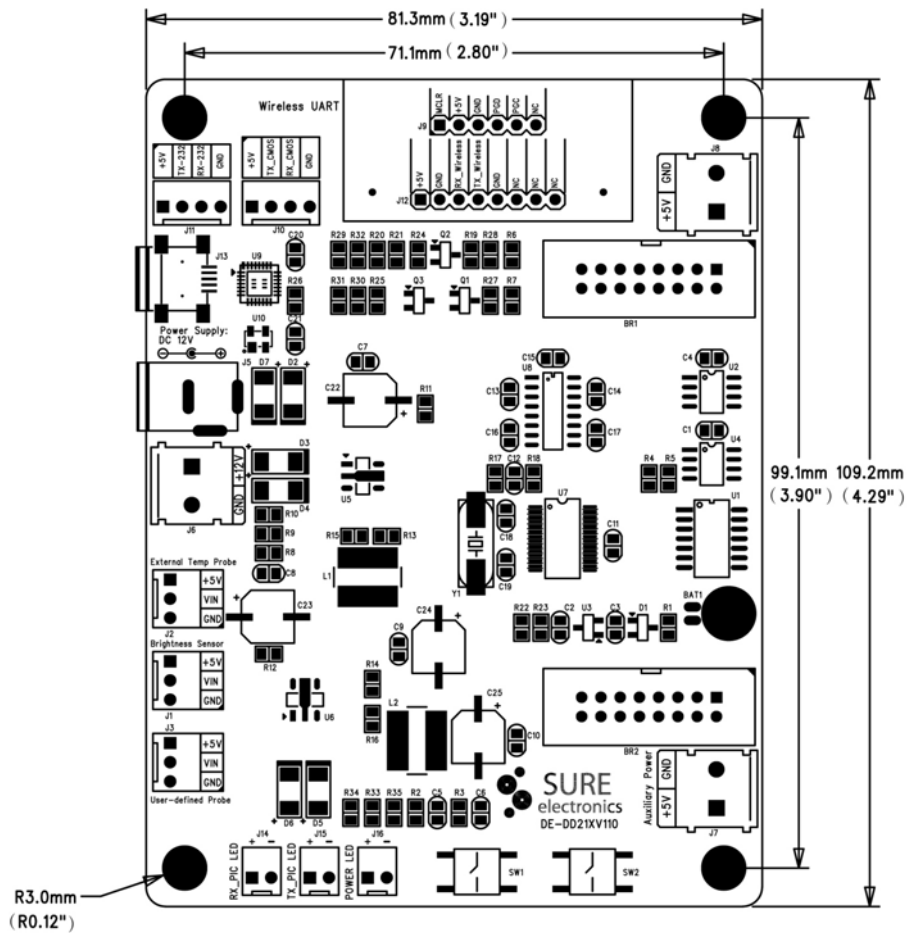 81.3mm (3.19")
71.1mm (2.80")
Wireless UART
MCLR
+5V
GND
PGD
PGC
NC
J9
+5V
GND
RX_Wireless
TX_Wireless
GND
NC
NC
NC
J12
+5V
TX-232
RX-232
GND
J11
+5V
TX_CMOS
RX_CMOS
GND
J10
J8
GND
+5V
J13
U9
C20
R29 R32 R20 R21 R24 Q2 R19 R28 R6
R26
R31 R30 R25 Q3 Q1 R27 R7
BR1
U10
C21
Power Supply:
DC 12V
J5 D7 D2
C7
C22
R11
C15
U8
C13
C14
C16
C17
C4
U2
C1
U4
+12V
GND
J6
D3
D4
U5
R17 C12 R18
R4 R5
99.1mm
(3.90")
109.2mm
(4.29")
R10
R9
R8
C8
R15
R13
L1
C18
C19
Y1
U7
C11
U1
External Temp Probe
+5V
VIN
GND
J2
C23
R12
C24
C9
R22 R23 C2 U3 C3 D1 R1
BAT1
Brightness Sensor
+5V
VIN
GND
J1
U6
R14
R16
L2
C25
C10
BR2
J3
+5V
VIN
GND
User-defined Probe
D6 D5
R34 R33 R35 R2 C5 R3 C6
SURE
electronics
DE-DD21XV110
Auxiliary Power
GND
+5V
J7
J14
+ -
RX_PIC LED
J15
+ -
TX_PIC LED
J16
+ -
POWER LED
SW1
SW2
R3.0mm
(R0.12")